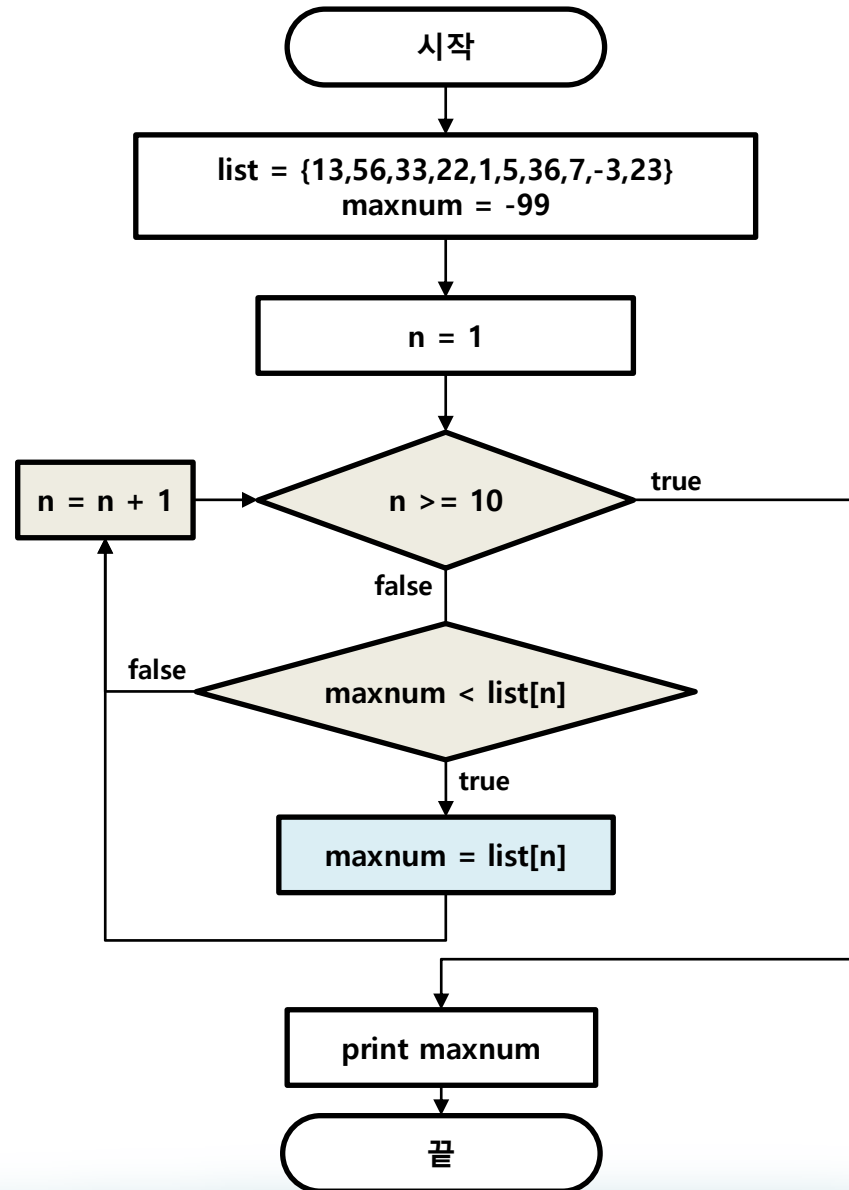 시작
list = {13,56,33,22,1,5,36,7,-3,23}
maxnum = -99
n = 1
n = n + 1
n >= 10
true
false
false
maxnum < list[n]
true
maxnum = list[n]
print maxnum
끝